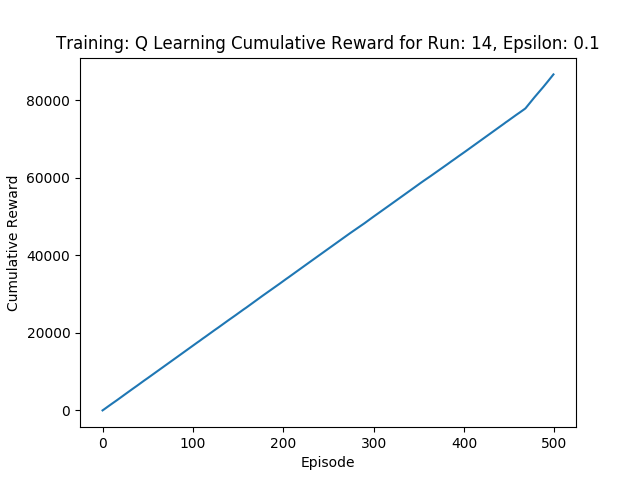 Training: Q Learning Cumulative Reward for Run: 14, Epsilon: 0.1
80000
60000
40000
20000
0
Cumulative Reward
0 100 200 300 400 500
Episode